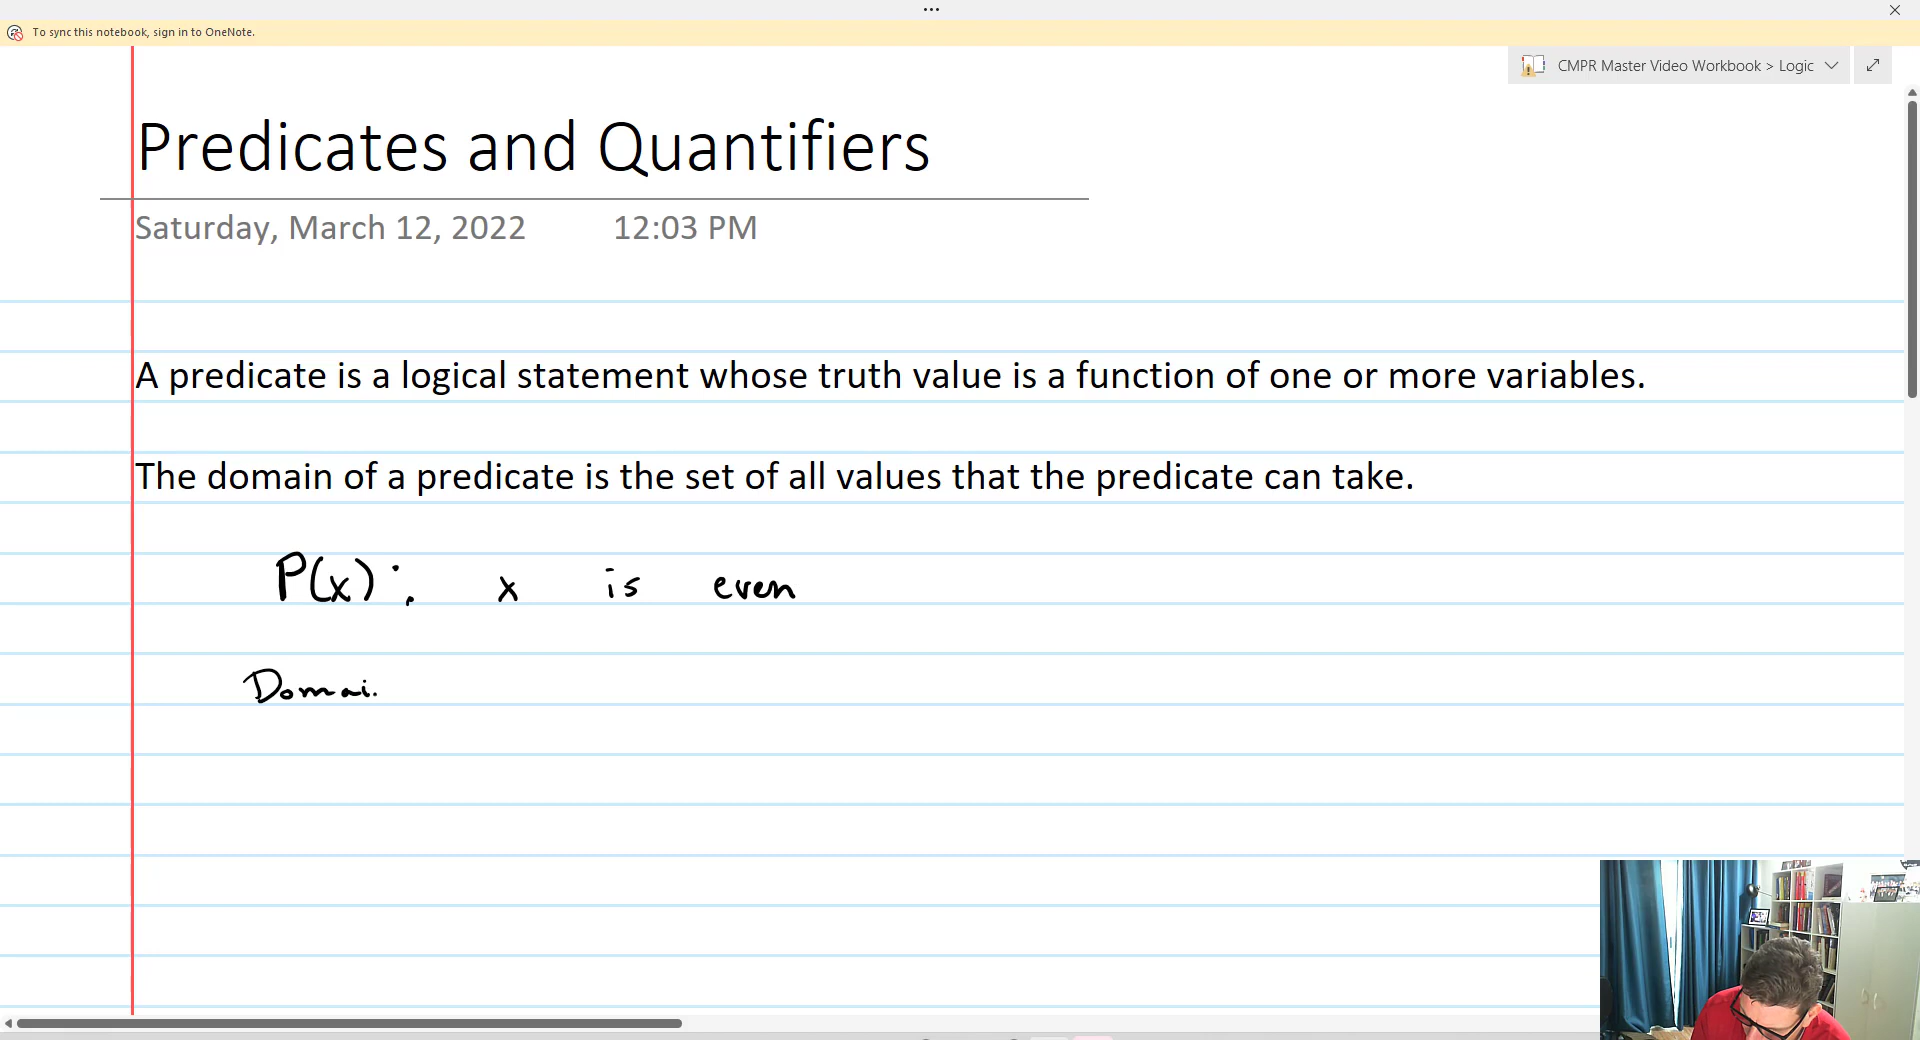 To sync this notebook, sign in to OneNote.
CMPR Master Video Workbook > Logic
Predicates and Quantifiers
Saturday, March 12, 2022 12:03 PM
A predicate is a logical statement whose truth value is a function of one or more variables.
The domain of a predicate is the set of all values that the predicate can take.
P(x): x is even
Domai